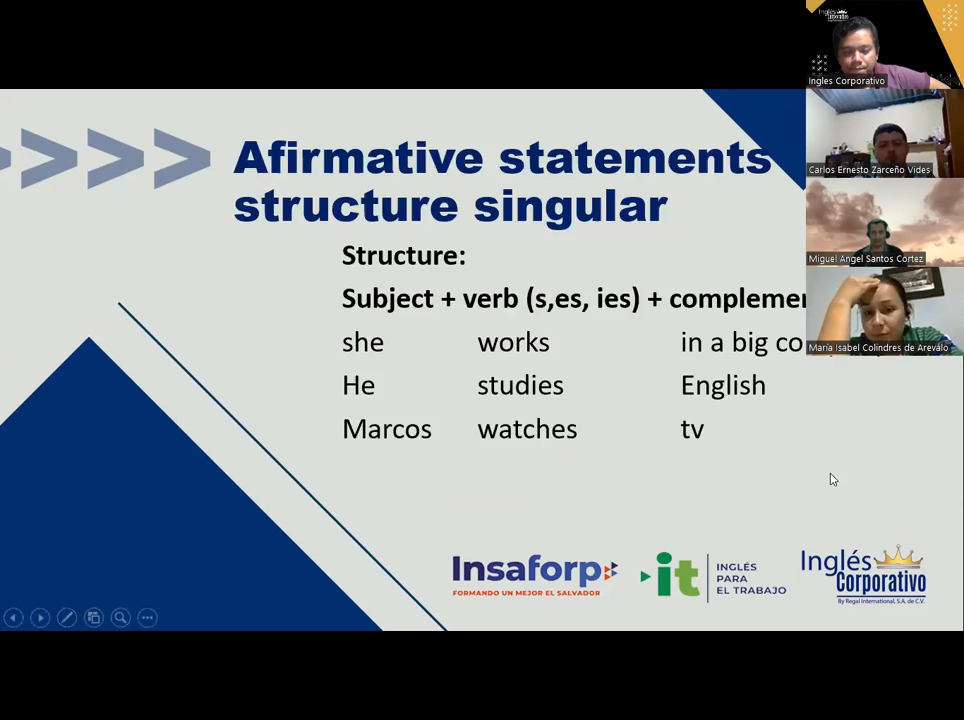 Afirmative statements
structure singular
Structure:
Subject + verb (s,es, ies) + complemen
she works in a big co
He studies English
Marcos watches tv
Insaforp
FORMANDO UN MEJOR EL SALVADOR
it
INGLÉS
PARA
EL TRABAJO
Inglés
Corporativo
By Regal International, S.A. de C.V.
Inglés
Ingles Corporativo
Carlos Ernesto Zarceño Vides
Miguel Angel Santos Cortez
María Isabel Colindres de Arevalo